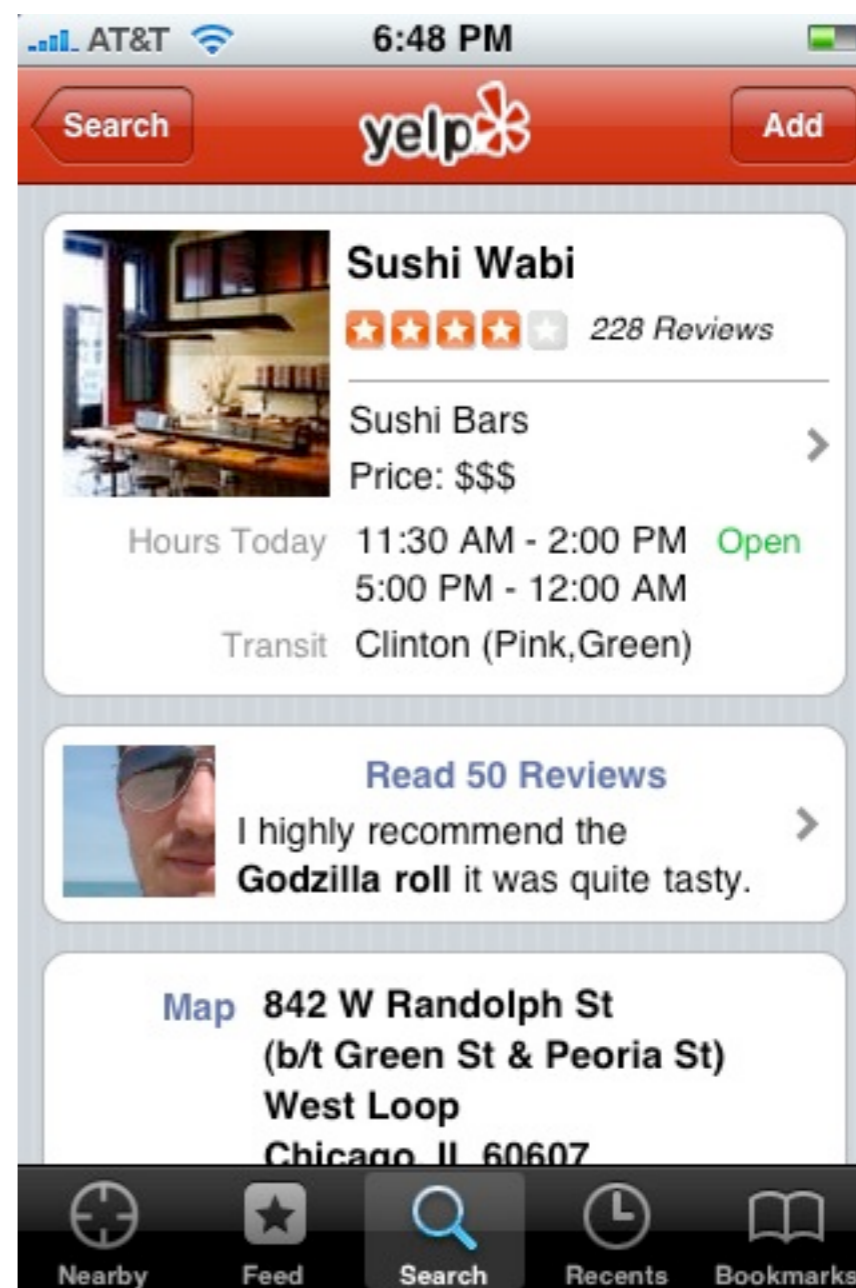 AT&T 6:48 PM
Search yelp Add
Sushi Wabi
228 Reviews
Sushi Bars
Price: $$$
Hours Today 11:30 AM - 2:00 PM Open
5:00 PM - 12:00 AM
Transit Clinton (Pink,Green)
Read 50 Reviews
I highly recommend the
Godzilla roll it was quite tasty.
Map 842 W Randolph St
(b/t Green St & Peoria St)
West Loop
Chicago, IL 60607
Nearby Feed Search Recents Bookmarks